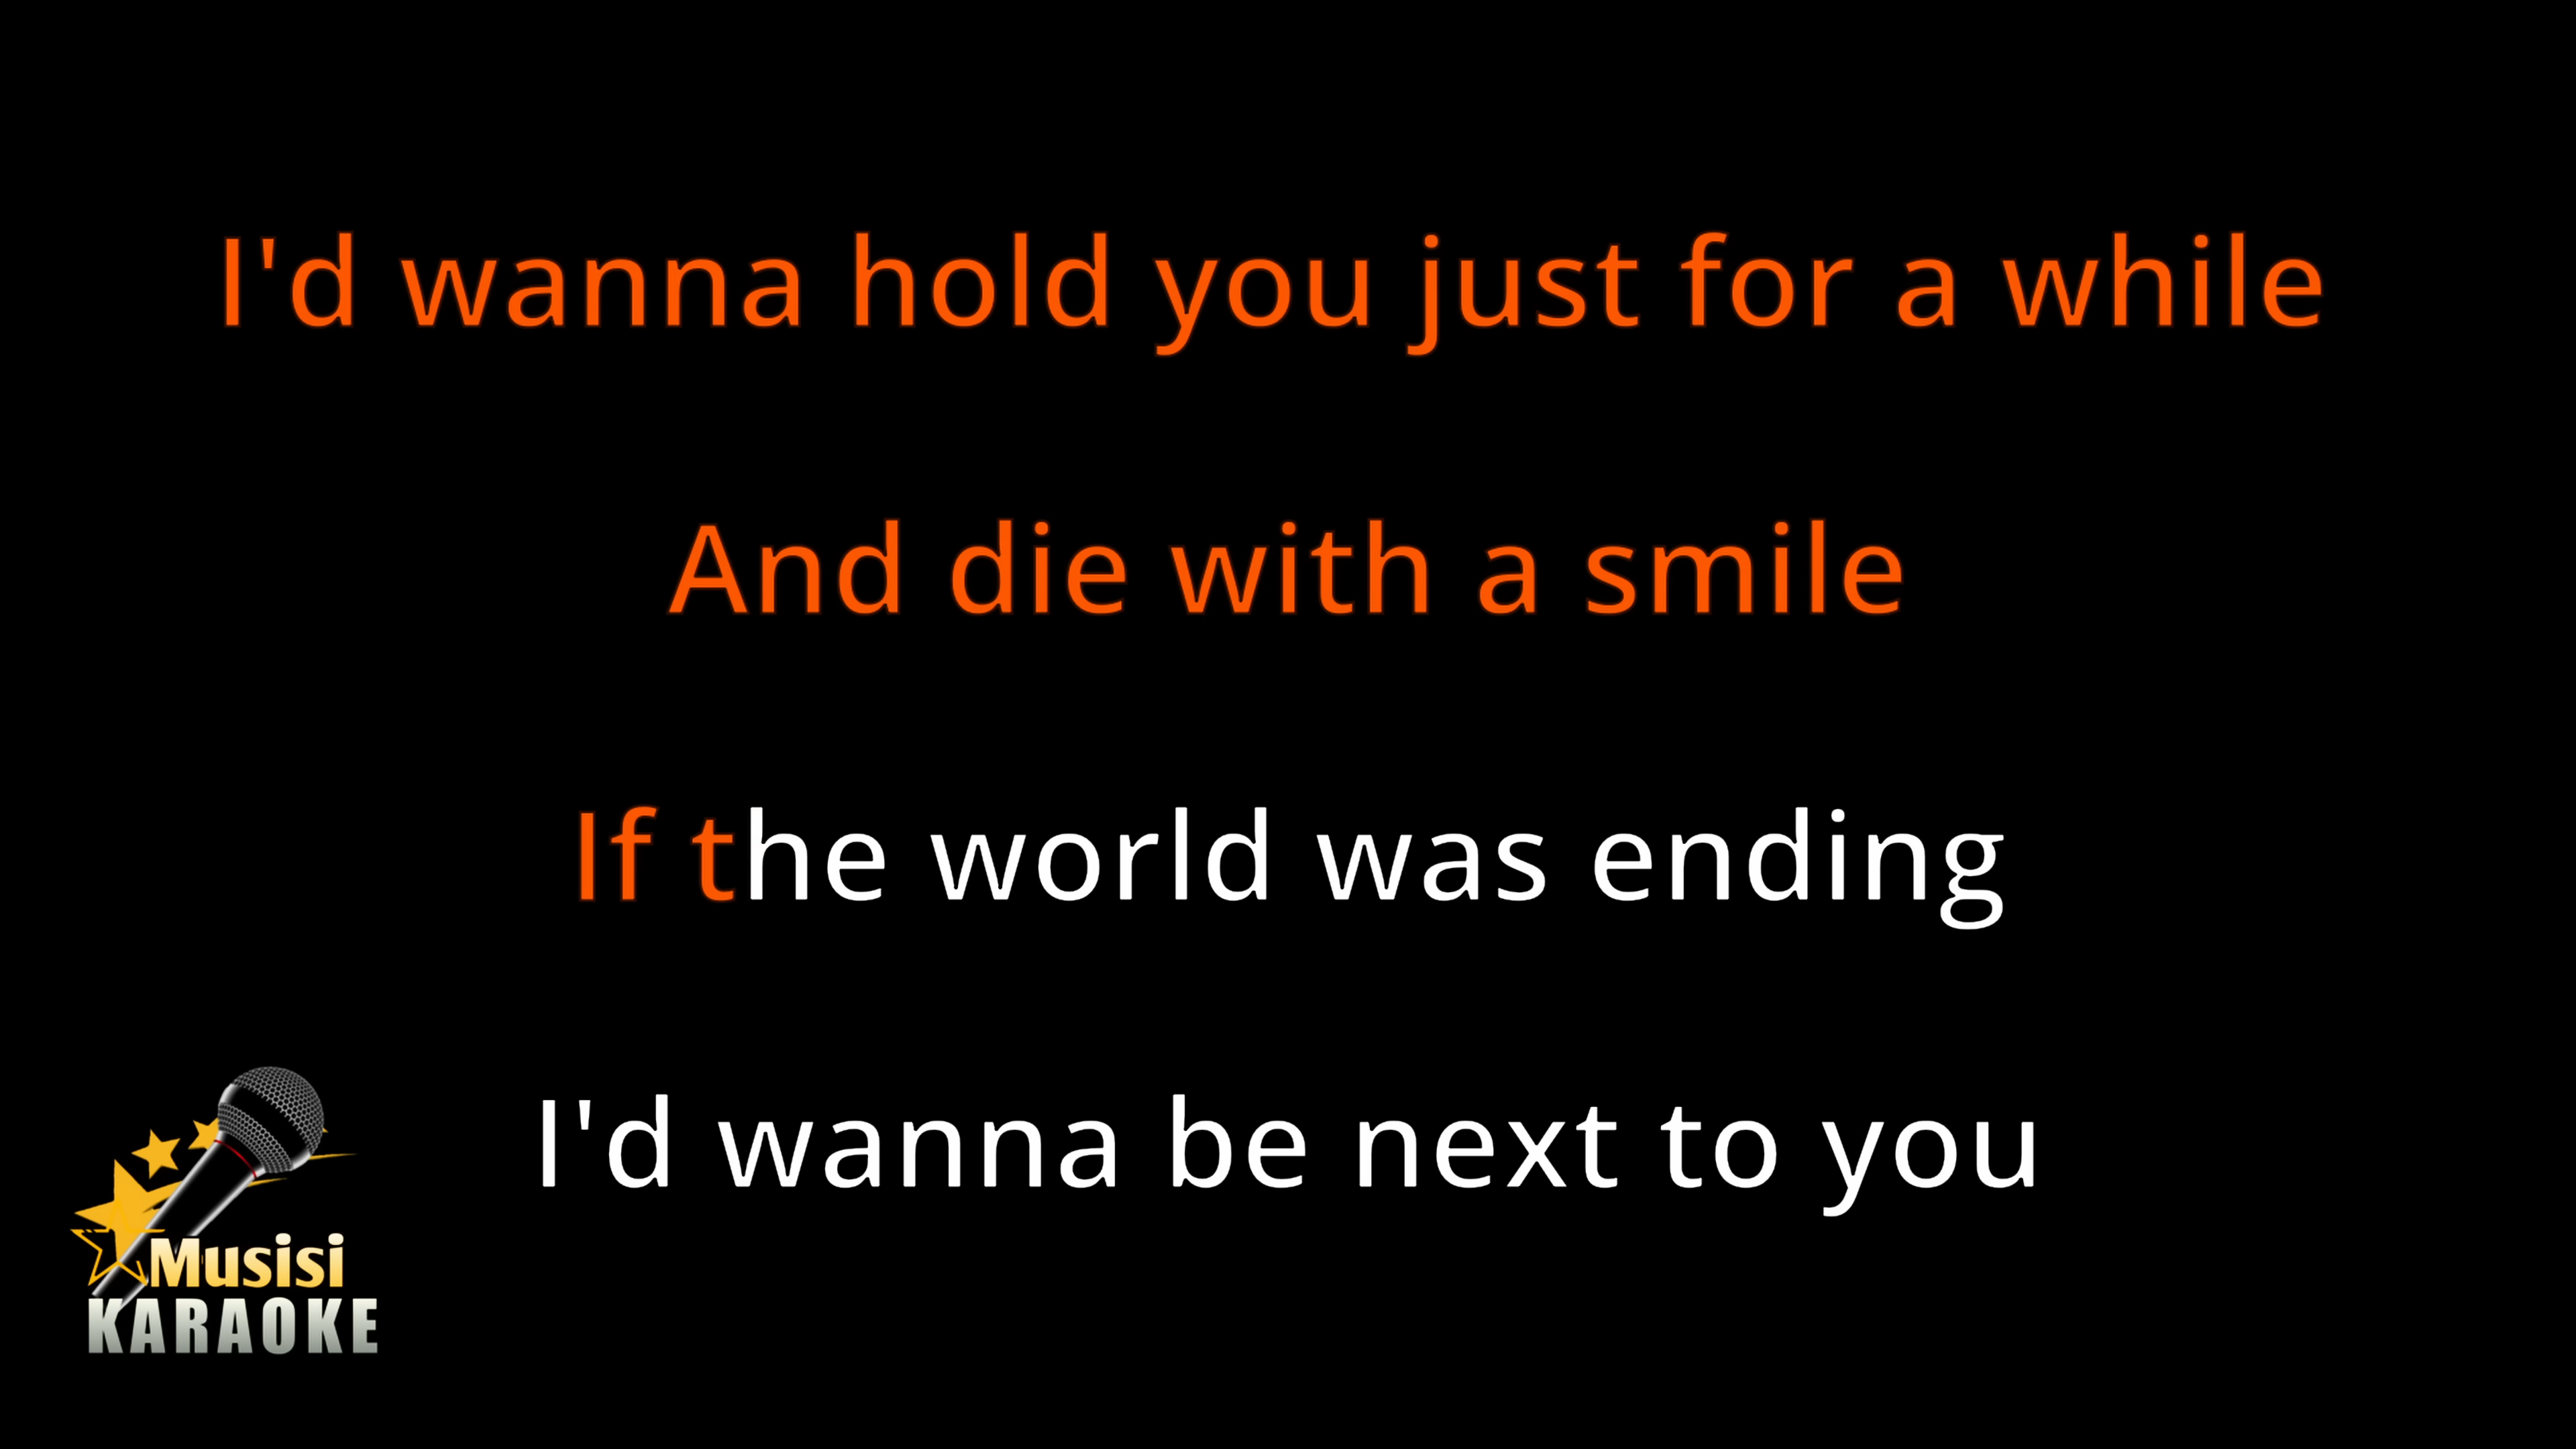 I'd wanna hold you just for a while
And die with a smile
If the world was ending
I'd wanna be next to you
Musisi
KARAOKE